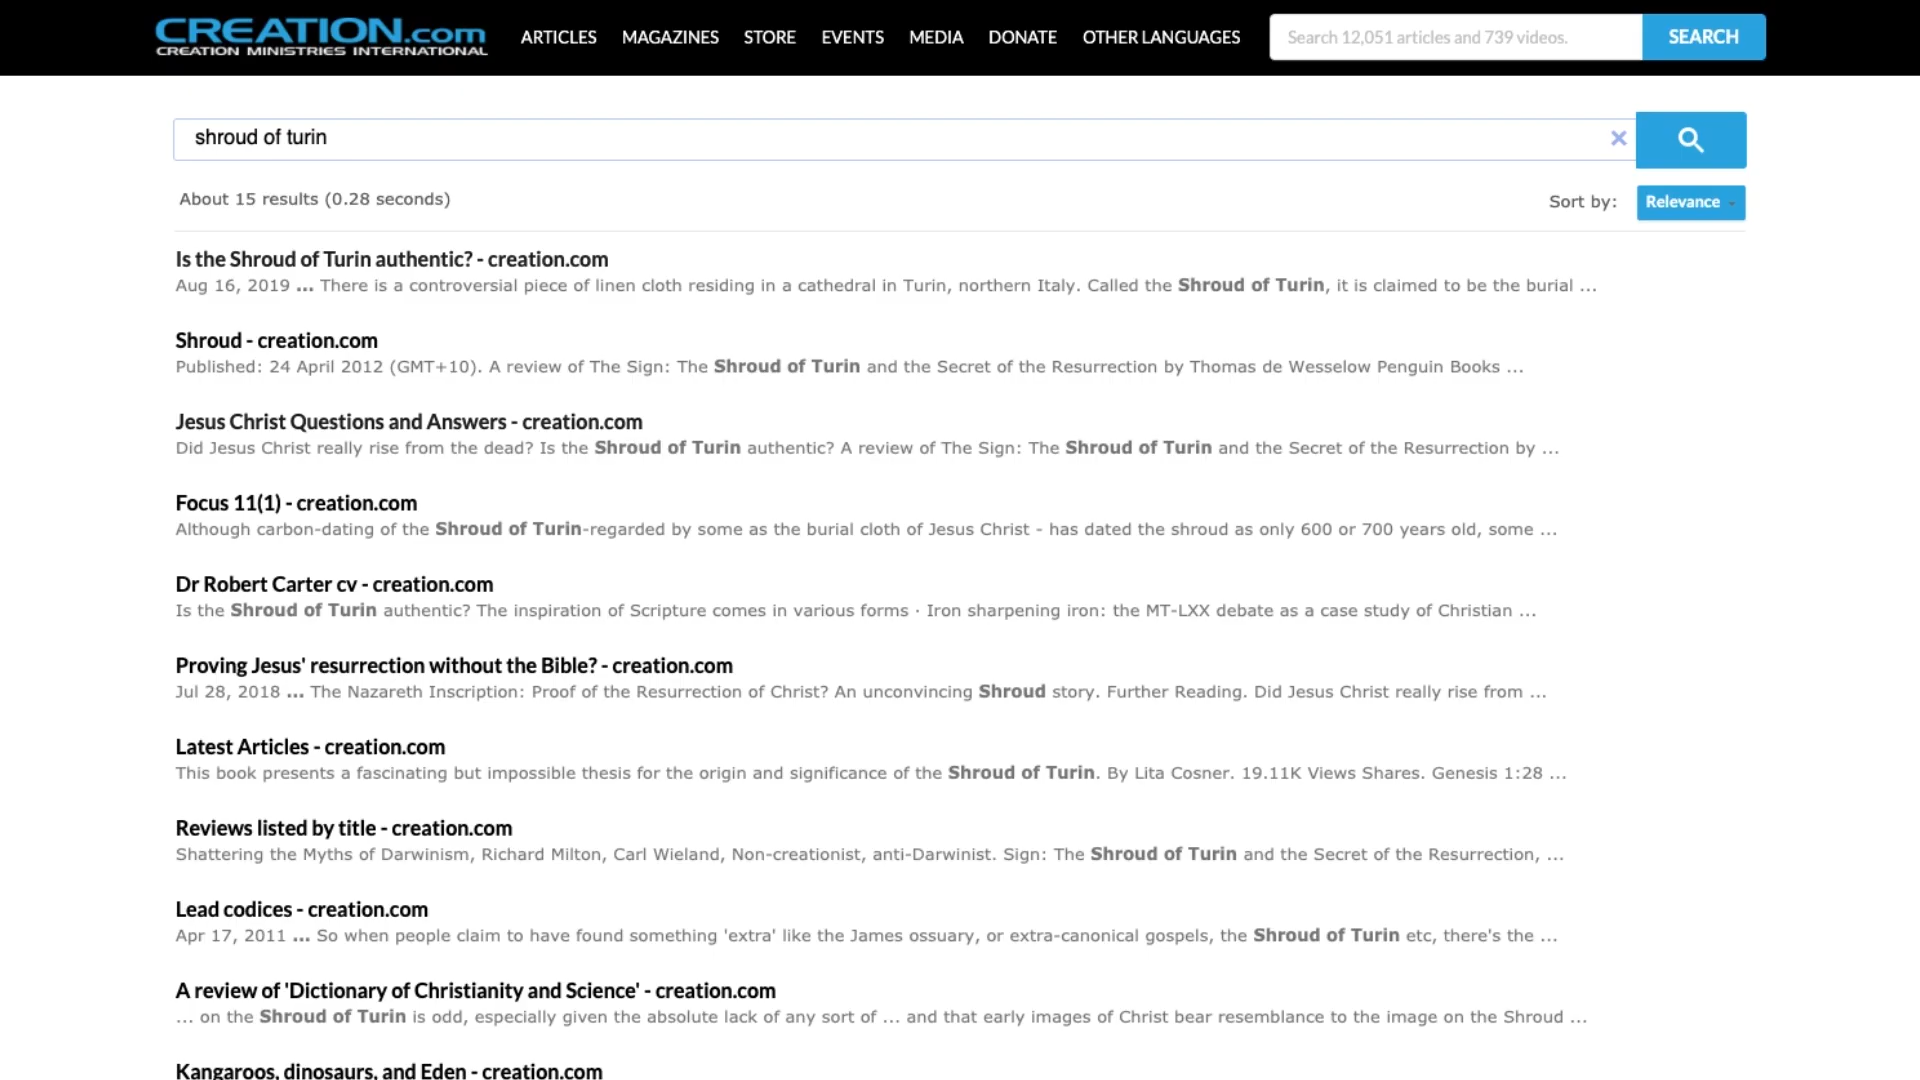 CREATION.com
CREATION MINISTRIES INTERNATIONAL
ARTICLES MAGAZINES STORE EVENTS MEDIA DONATE OTHER LANGUAGES
Search 12,051 articles and 739 videos. SEARCH
shroud of turin
About 15 results (0.28 seconds)
Sort by: Relevance
Is the Shroud of Turin authentic? - creation.com
Aug 16, 2019 ... There is a controversial piece of linen cloth residing in a cathedral in Turin, northern Italy. Called the Shroud of Turin, it is claimed to be the burial ...
Shroud - creation.com
Published: 24 April 2012 (GMT+10). A review of The Sign: The Shroud of Turin and the Secret of the Resurrection by Thomas de Wesselow Penguin Books ...
Jesus Christ Questions and Answers - creation.com
Did Jesus Christ really rise from the dead? Is the Shroud of Turin authentic? A review of The Sign: The Shroud of Turin and the Secret of the Resurrection by ...
Focus 11(1) - creation.com
Although carbon-dating of the Shroud of Turin-regarded by some as the burial cloth of Jesus Christ - has dated the shroud as only 600 or 700 years old, some ...
Dr Robert Carter cv - creation.com
Is the Shroud of Turin authentic? The inspiration of Scripture comes in various forms · Iron sharpening iron: the MT-LXX debate as a case study of Christian ...
Proving Jesus' resurrection without the Bible? - creation.com
Jul 28, 2018 ... The Nazareth Inscription: Proof of the Resurrection of Christ? An unconvincing Shroud story. Further Reading. Did Jesus Christ really rise from ...
Latest Articles - creation.com
This book presents a fascinating but impossible thesis for the origin and significance of the Shroud of Turin. By Lita Cosner. 19.11K Views Shares. Genesis 1:28 ...
Reviews listed by title - creation.com
Shattering the Myths of Darwinism, Richard Milton, Carl Wieland, Non-creationist, anti-Darwinist. Sign: The Shroud of Turin and the Secret of the Resurrection, ...
Lead codices - creation.com
Apr 17, 2011 ... So when people claim to have found something 'extra' like the James ossuary, or extra-canonical gospels, the Shroud of Turin etc, there's the ...
A review of 'Dictionary of Christianity and Science' - creation.com
... on the Shroud of Turin is odd, especially given the absolute lack of any sort of ... and that early images of Christ bear resemblance to the image on the Shroud ...
Kangaroos, dinosaurs, and Eden - creation.com